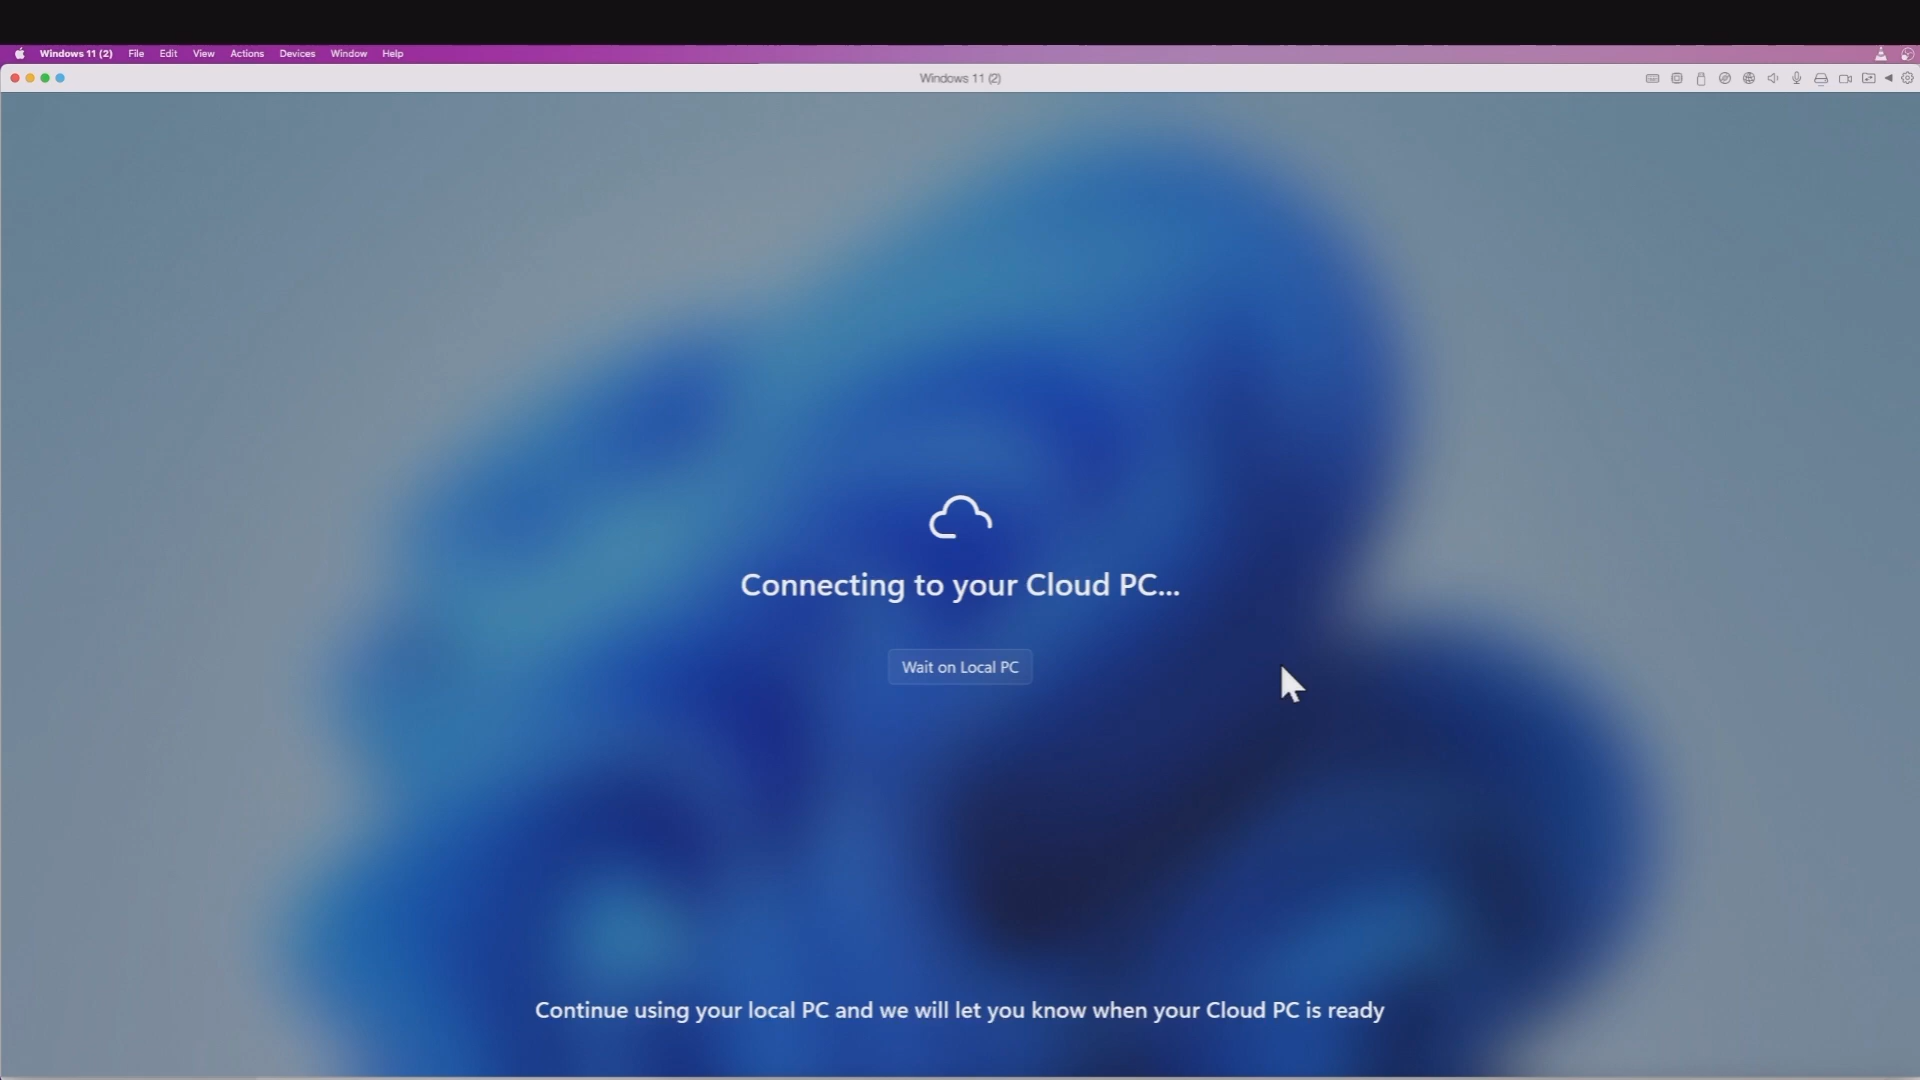 Windows 11 (2) File Edit View Actions Devices Window Help
Windows 11 (2)
Connecting to your Cloud PC...
Wait on Local PC
Continue using your local PC and we will let you know when your Cloud PC is ready